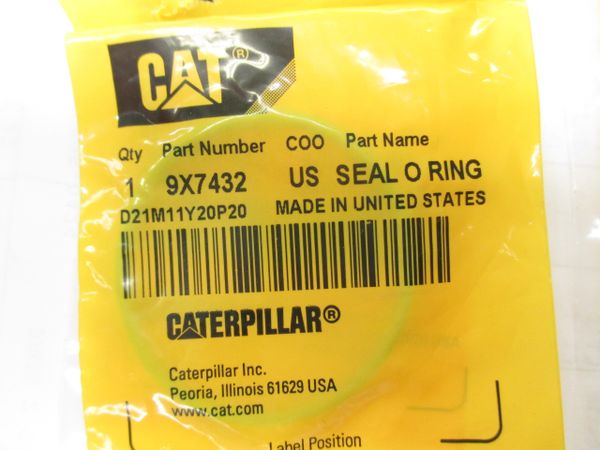 CAT®
Qty Part Number COO Part Name
1 9X7432 US SEAL O RING
D21M11Y20P20 MADE IN UNITED STATES
CATERPILLAR®
Caterpillar Inc.
Peoria, Illinois 61629 USA
www.cat.com
Label Position